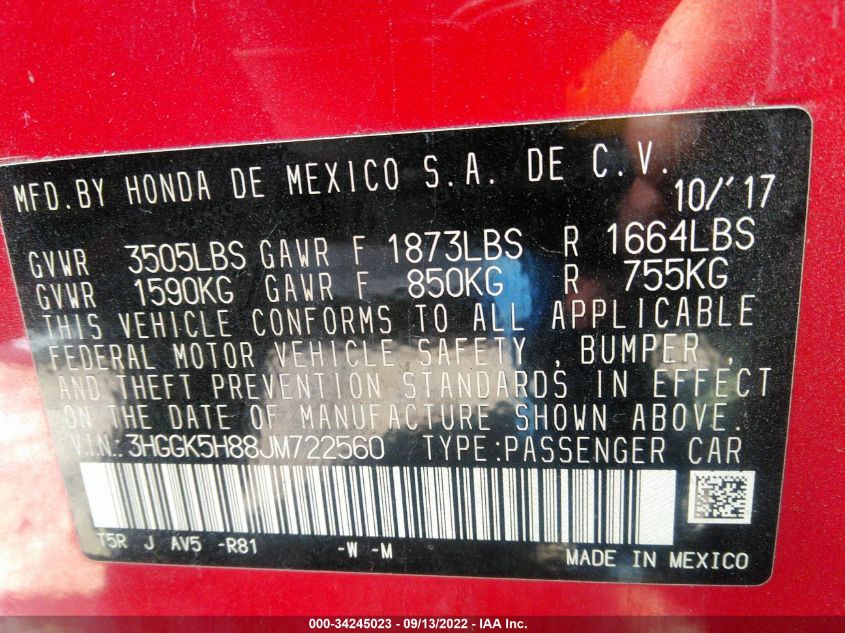 MFD.BY HONDA DE MEXICO S.A. DE C.V.
10/'17
GVWR 3505LBS GAWR F 1873LBS R 1664LBS
GVWR 1590KG GAWR F 850KG R 755KG
THIS VEHICLE CONFORMS TO ALL APPLICABLE
FEDERAL MOTOR VEHICLE SAFETY , BUMPER ,
AND THEFT PREVENTION STANDARDS IN EFFECT
ON THE DATE OF MANUFACTURE SHOWN ABOVE.
V.I.N.: 3HGGK5H88JM722560 TYPE:PASSENGER CAR
T5R J AV5 -R81 -W -M
MADE IN MEXICO
000-34245023 - 09/13/2022 - IAA Inc.